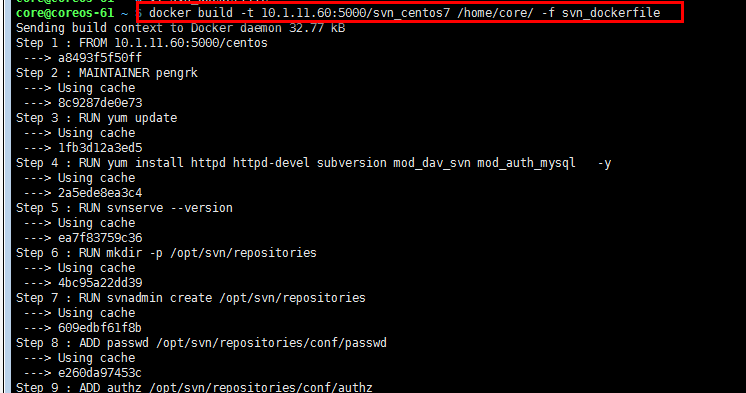 core@coreos-61 ~ $ docker build -t 10.1.11.60:5000/svn_centos7 /home/core/ -f svn_dockerfile
Sending build context to Docker daemon 32.77 kB
Step 1 : FROM 10.1.11.60:5000/centos
---> a8493f5f50ff
Step 2 : MAINTAINER pengrk
---> Using cache
---> 8c9287de0e73
Step 3 : RUN yum update
---> Using cache
---> 1fb3d12a3ed5
Step 4 : RUN yum install httpd httpd-devel subversion mod_dav_svn mod_auth_mysql   -y
---> Using cache
---> 2a5ede8ea3c4
Step 5 : RUN svnserve --version
---> Using cache
---> ea7f83759c36
Step 6 : RUN mkdir -p /opt/svn/repositories
---> Using cache
---> 4bc95a22dd39
Step 7 : RUN svnadmin create /opt/svn/repositories
---> Using cache
---> 609edbf61f8b
Step 8 : ADD passwd /opt/svn/repositories/conf/passwd
---> Using cache
---> e260da97453c
Step 9 : ADD authz /opt/svn/repositories/conf/authz